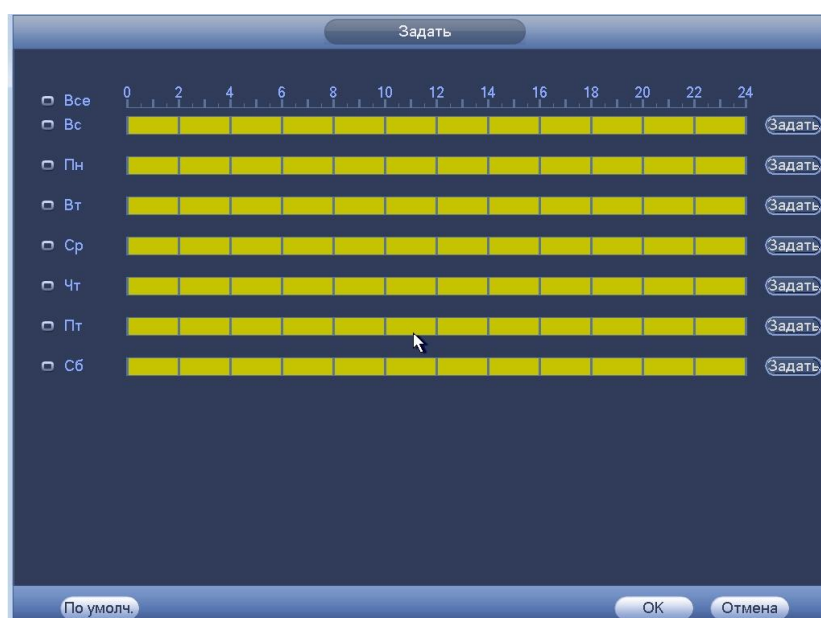 Задать
Все 0 2 4 6 8 10 12 14 16 18 20 22 24
Вс Задать
Пн Задать
Вт Задать
Ср Задать
Чт Задать
Пт Задать
Сб Задать
По умолч. OK Отмена